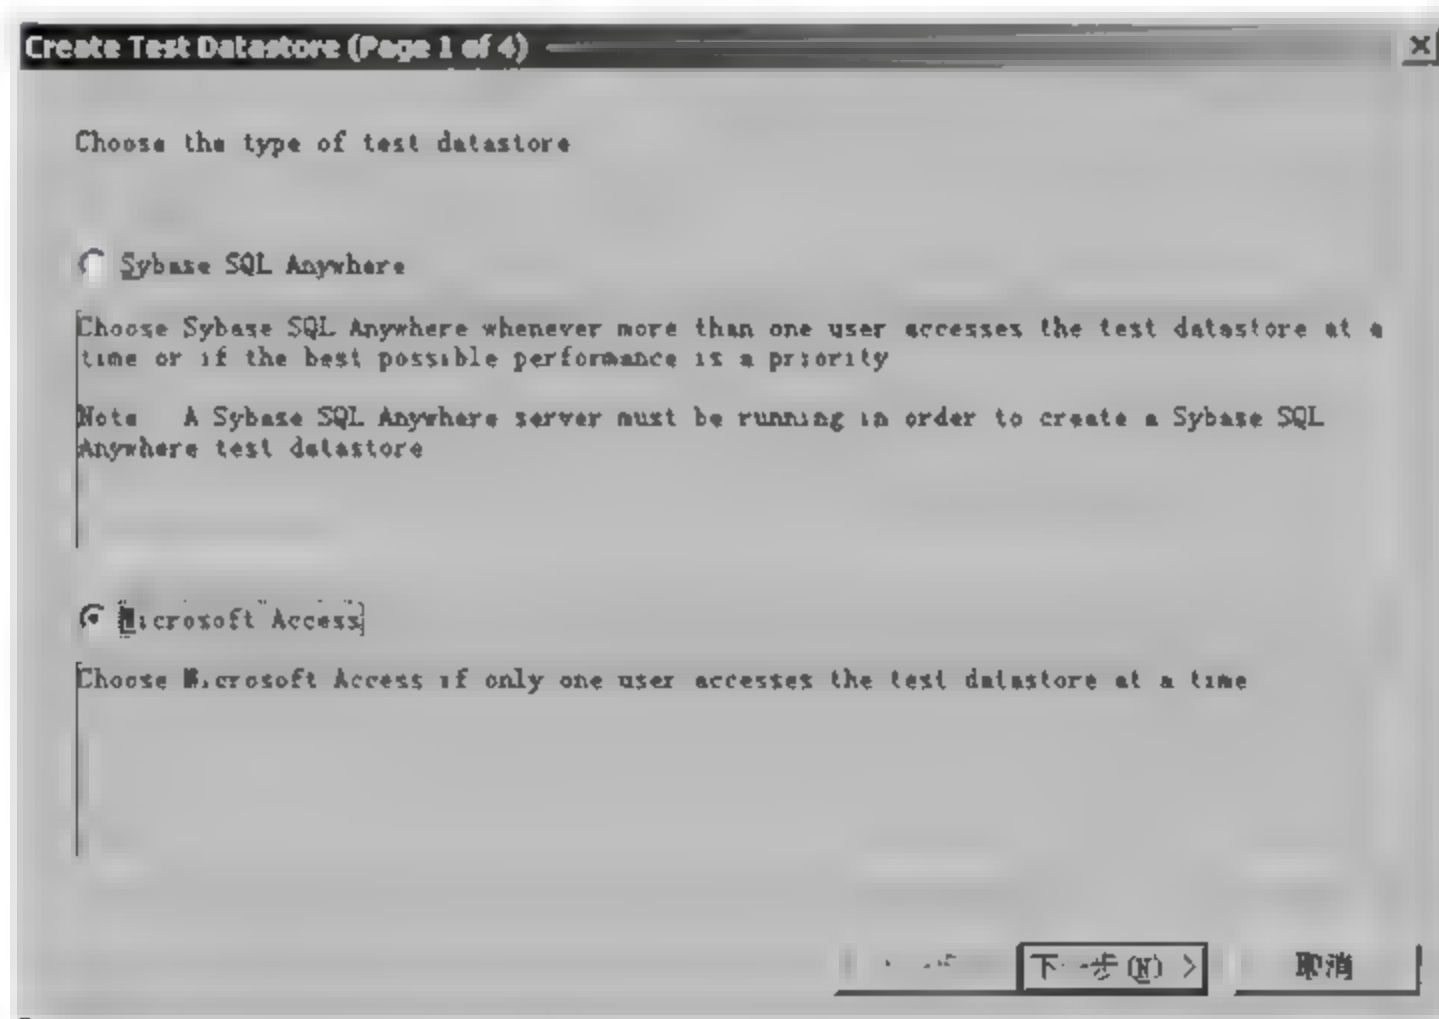 Create Test Datastore (Page 1 of 4)
Choose the type of test datastore
Sybase SQL Anywhere
Choose Sybase SQL Anywhere whenever more than one user accesses the test datastore at a
time or if the best possible performance is a priority
Note A Sybase SQL Anywhere server must be running in order to create a Sybase SQL
Anywhere test datastore
Microsoft Access
Choose Microsoft Access if only one user accesses the test datastore at a time
下一步(N) >
取消